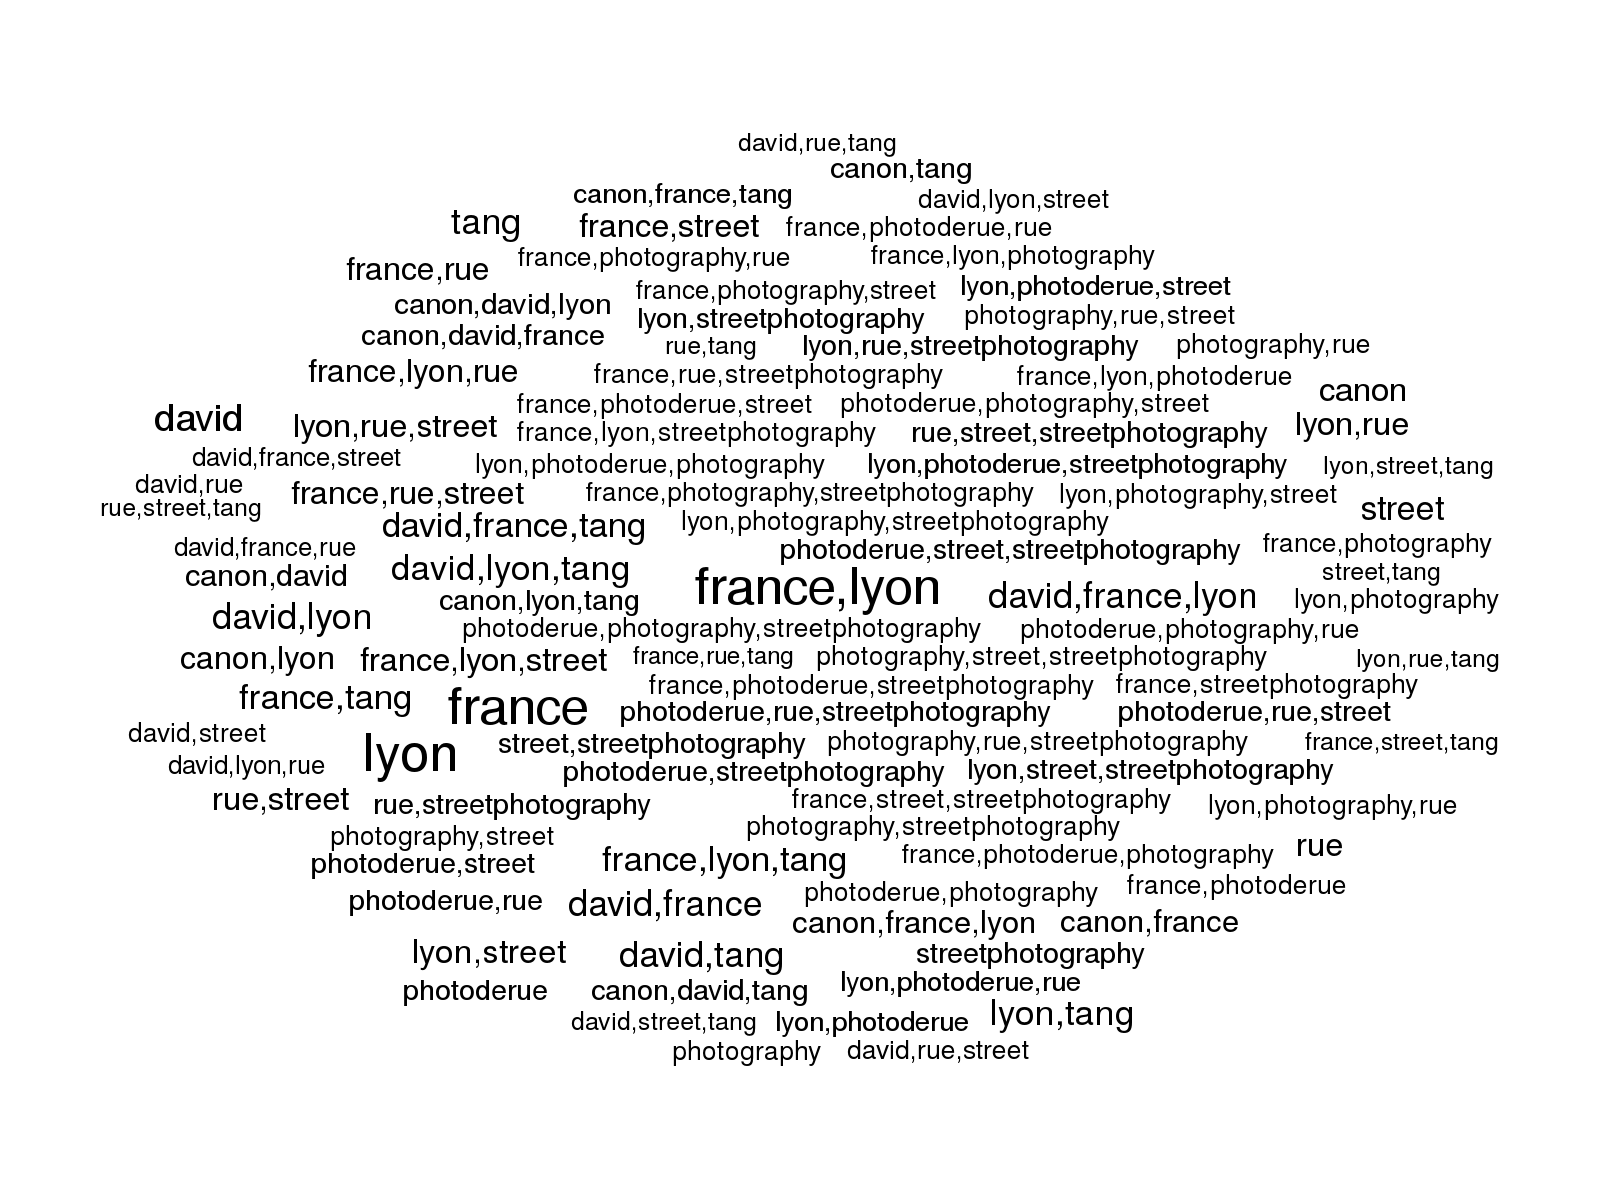 david,rue,tang
canon,tang
canon,france,tang
david,lyon,street
tang
france,street
france,photoderue,rue
france,photography,rue
france,lyon,photography
france,rue
france,photography,street
lyon,photoderue,street
canon,david,lyon
lyon,streetphotography
photography,rue,street
canon,david,france
rue,tang
lyon,rue,streetphotography
photography,rue
france,lyon,rue
france,rue,streetphotography
france,lyon,photoderue
canon
david
lyon,rue,street
france,photoderue,street
photoderue,photography,street
lyon,rue
france,lyon,streetphotography
rue,street,streetphotography
david,france,street
lyon,photoderue,photography
lyon,photoderue,streetphotography
lyon,street,tang
david,rue
france,rue,street
france,photography,streetphotography
lyon,photography,street
rue,street,tang
street
david,france,tang
lyon,photography,streetphotography
david,france,rue
photoderue,street,streetphotography
france,photography
canon,david
david,lyon,tang
street,tang
france,lyon
canon,lyon,tang
david,france,lyon
lyon,photography
david,lyon
photoderue,photography,streetphotography
photoderue,photography,rue
canon,lyon
france,lyon,street
france,rue,tang
photography,street,streetphotography
lyon,rue,tang
france,tang
france
france,photoderue,streetphotography
france,streetphotography
photoderue,rue,streetphotography
photoderue,rue,street
david,street
lyon
street,streetphotography
photography,rue,streetphotography
france,street,tang
david,lyon,rue
photoderue,streetphotography
lyon,street,streetphotography
rue,street
rue,streetphotography
france,street,streetphotography
lyon,photography,rue
photography,street
photography,streetphotography
photoderue,street
france,lyon,tang
france,photoderue,photography
rue
photoderue,rue
david,france
photoderue,photography
france,photoderue
canon,france,lyon
canon,france
lyon,street
david,tang
streetphotography
photoderue
canon,david,tang
lyon,photoderue,rue
david,street,tang
lyon,photoderue
lyon,tang
photography
david,rue,street